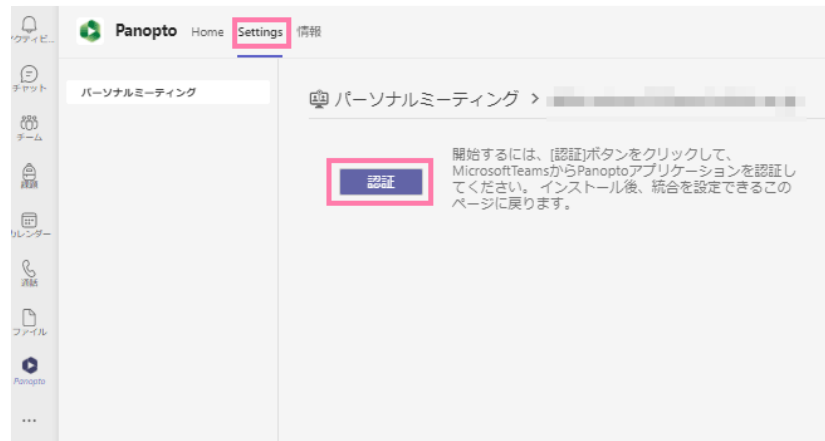 Panopto Home Settings 情報
クティビ...
チャット
チーム
課題
カレンダー
通話
ファイル
Panopto
...
パーソナルミーティング
パーソナルミーティング >
認証
開始するには、[認証]ボタンをクリックして、
MicrosoftTeamsからPanoptoアプリケーションを認証し
てください。 インストール後、統合を設定できるこの
ページに戻ります。